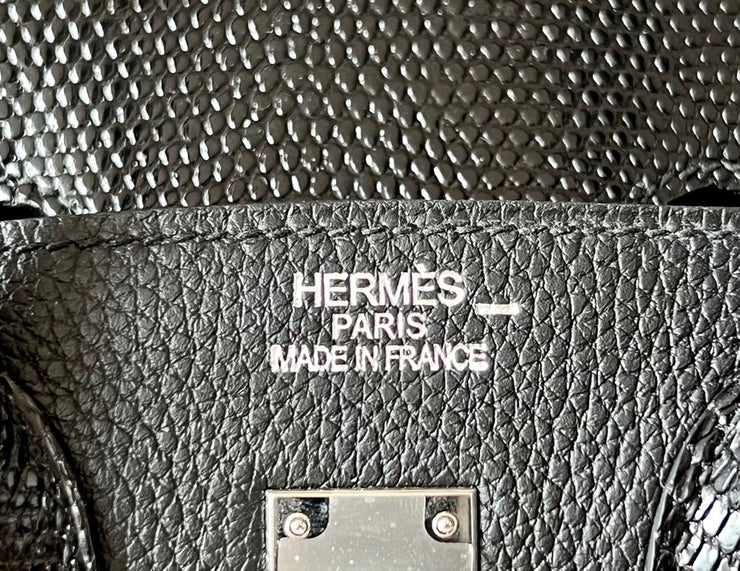 HERMÈS _
PARIS
MADE IN FRANCE